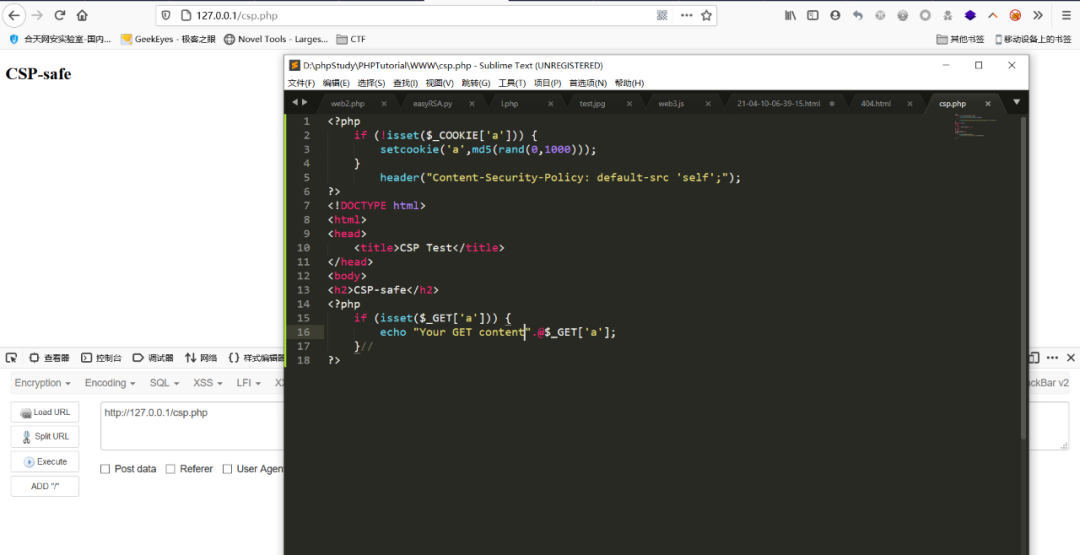 127.0.0.1/csp.php
仓天网安实验室-国内... GeekEyes - 极客之眼 Novel Tools - Larges... CTF 其他书签 移动设备上的书签
CSP-safe
D:\phpStudy\PHPTutorial\WWW\csp.php - Sublime Text (UNREGISTERED)
文件(F) 编辑(E) 选择(S) 查找(I) 视图(V) 跳转(G) 工具(T) 项目(P) 首选项(N) 帮助(H)
web2.php easyRSA.py l.php test.jpg web3.js 21-04-10-06-39-15.html 404.html csp.php
1 <?php
2 if (!isset($_COOKIE['a'])) {
3 setcookie('a',md5(rand(0,1000)));
4 }
5 header("Content-Security-Policy: default-src 'self';");
6 ?>
7 <!DOCTYPE html>
8 <html>
9 <head>
10 <title>CSP Test</title>
11 </head>
12 <body>
13 <h2>CSP-safe</h2>
14 <?php
15 if (isset($_GET['a'])) {
16 echo "Your GET content".@$_GET['a'];
17 }//
18 ?>
查看器 控制台 调试器 网络 样式编辑器
Encryption Encoding SQL XSS LFI ckBar v2
Load URL http://127.0.0.1/csp.php
Split URL
Execute Post data Referer User Agen
ADD "/"